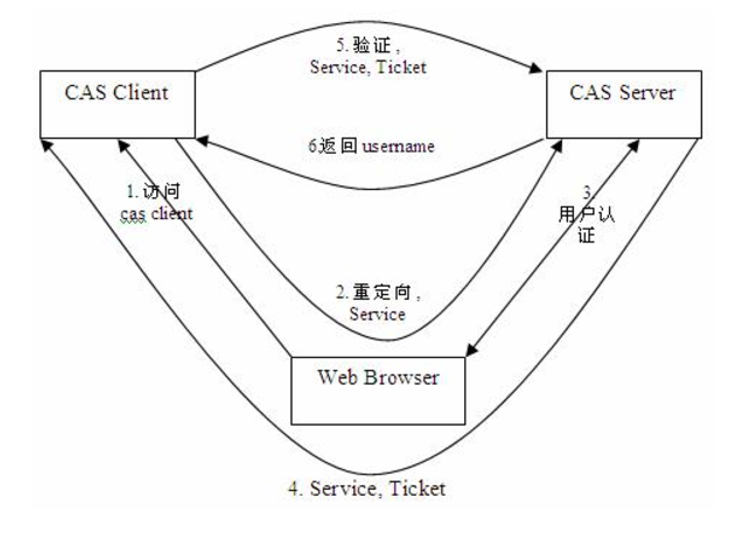 5. 验证，
Service, Ticket
CAS Client
CAS Server
6返回 username
1. 访问
cas client
3.
用户认
证
2. 重定向，
Service
Web Browser
4. Service, Ticket